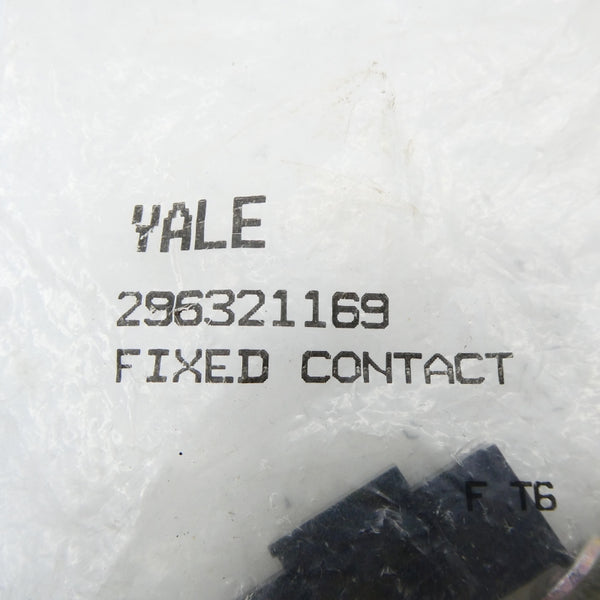 YALE
296321169
FIXED CONTACT
F T6